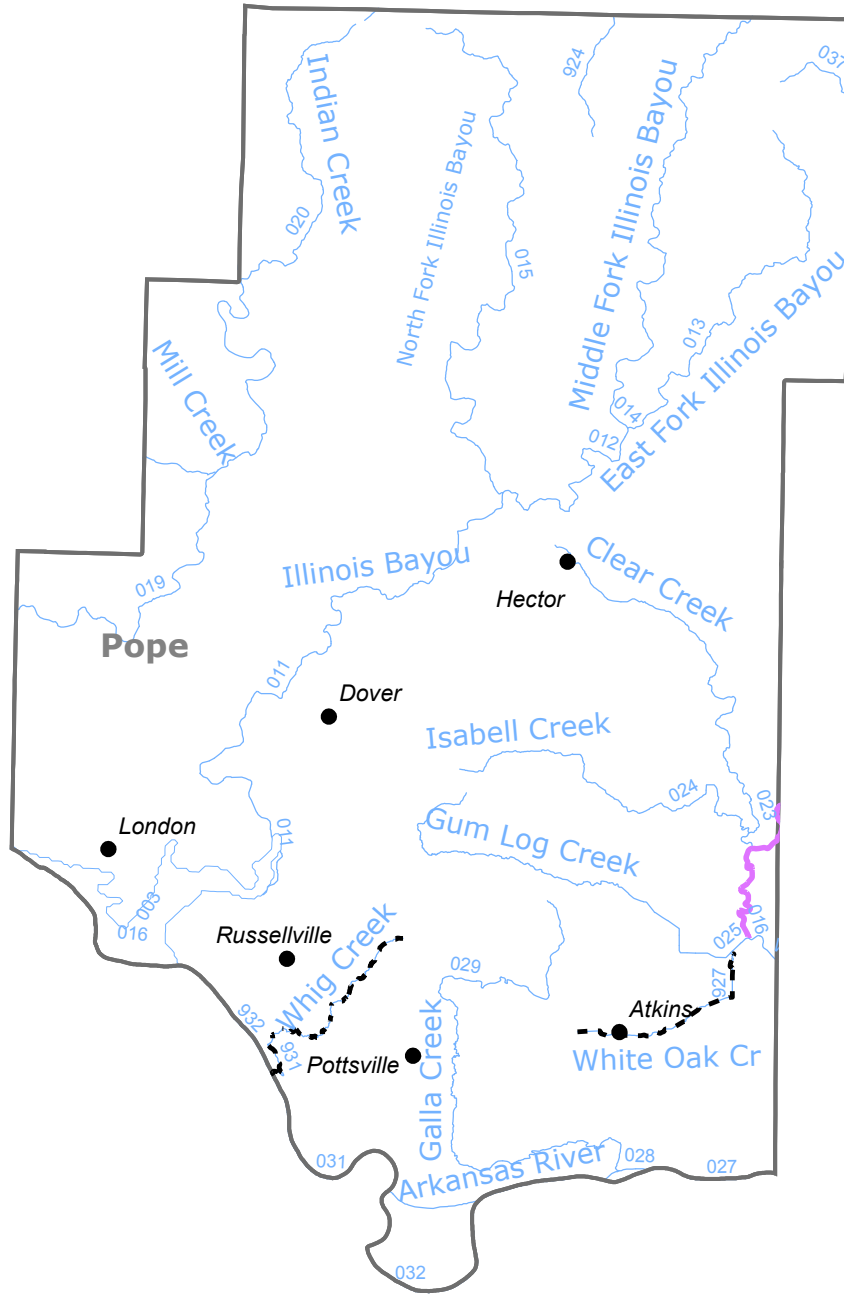 924
037
Indian Creek
Middle Fork Illinois Bayou
North Fork Illinois Bayou
020
015
013
East Fork Illinois Bayou
Mill Creek
014
012
Illinois Bayou
Clear Creek
Hector
019
Pope
011
Dover
Isabell Creek
024
023
London
011
Gum Log Creek
003
016
016
025
Russellville
Whig Creek
029
927
Atkins
932
931
Pottsville
Galla Creek
White Oak Cr
031
Arkansas River
028
027
032